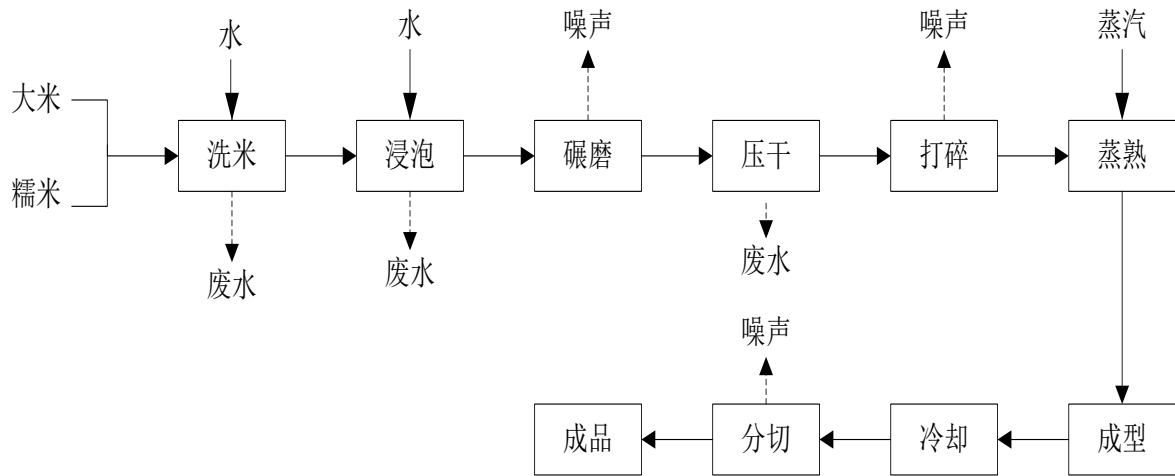 水
水
噪声
噪声
蒸汽
大米
洗米
浸泡
碾磨
压干
打碎
蒸熟
糯米
废水
废水
废水
噪声
成品
分切
冷却
成型